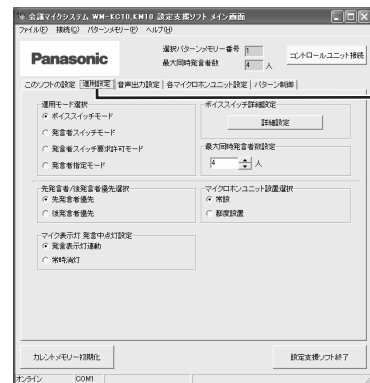 会議マイクシステム WM-KC10,KM10 設定支援ソフト メイン画面
ファイル(F) 接続(C) パターンメモリー(P) ヘルプ(H)
Panasonic
選択パターンメモリー番号 1
最大同時発言者数 4 人
コントロールユニット接続
このソフトの設定 運用設定 音声出力設定 各マイクロホンユニット設定 パターン制御
運用モード選択
ボイススイッチモード
発言者スイッチモード
発言者スイッチ要求許可モード
発言者指定モード
ボイススイッチ詳細設定
詳細設定
最大同時発言者数設定
4 人
先発言者/後発言者優先選択
先発言者優先
後発言者優先
マイクロホンユニット設置選択
常設
都度設置
マイク表示灯 発言中点灯設定
発言表示灯連動
常時消灯
カレントメモリー初期化
設定支援ソフト終了
オンライン COM1